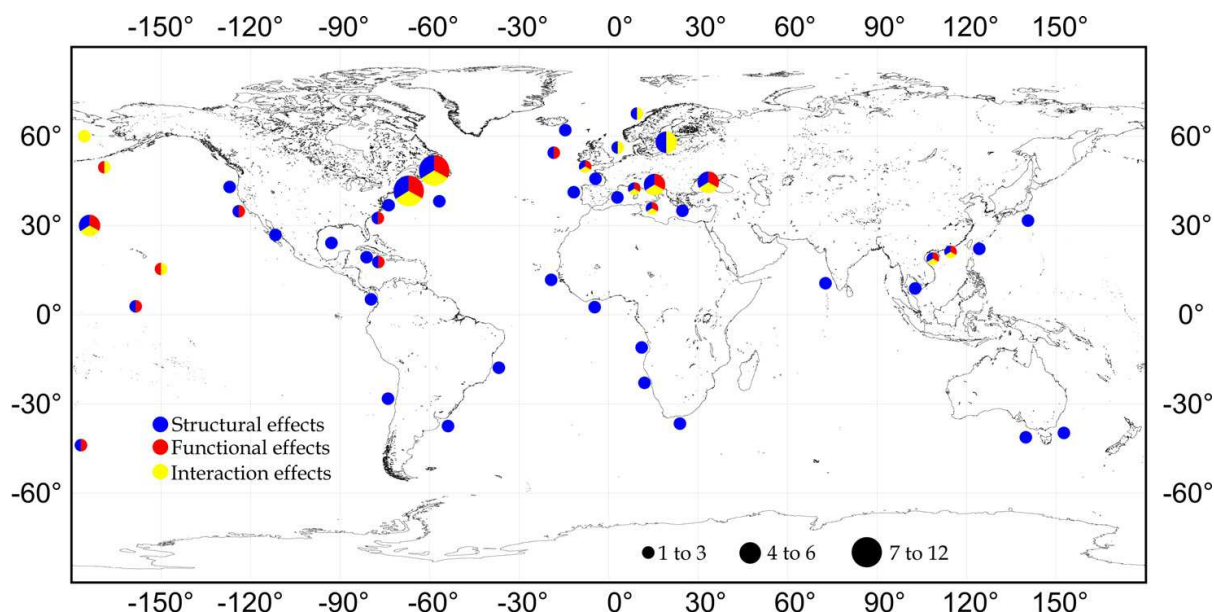 -150° -120° -90° -60° -30° 0° 30° 60° 90° 120° 150°
60° 60°
30° 30°
0° 0°
-30° -30°
Structural effects
Functional effects
Interaction effects
-60° -60°
1 to 3 4 to 6 7 to 12
-150° -120° -90° -60° -30° 0° 30° 60° 90° 120° 150°